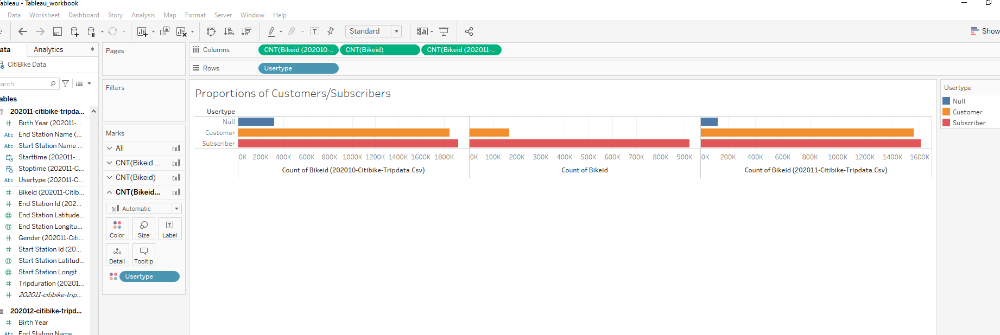 Tableau - Tableau_workbook
Data Worksheet Dashboard Story Analysis Map Format Server Window Help
Standard
Show
ata Analytics
CitiBike Data
earch
ables
202011-citibike-tripda...
Birth Year (202011-...
Abc End Station Name (...
Abc Start Station Name ...
Starttime (202011-...
Stoptime (202011-C...
Abc Usertype (202011-C...
Bikeid (202011-Citib...
End Station Id (202...
End Station Latitude...
End Station Longitu...
Gender (202011-Citi...
Start Station Id (20...
Start Station Latitud...
Start Station Longit...
Tripduration (20201...
202011-citibike-trip...
202012-citibike-tripd...
Birth Year
Abc End Station Name
Pages
Filters
Marks
All
CNT(Bikeid ...
CNT(Bikeid)
CNT(Bikeid...
Automatic
Color Size Label
Detail Tooltip
Usertype
Columns CNT(Bikeid (202010-.. CNT(Bikeid) CNT(Bikeid (2011-..
Rows Usertype
Proportions of Customers/Subscribers
Usertype
Null
Customer
Subscriber
0K 200K 400K 600K 800K 1000K 1200K 1400K 1600K 1800K
0K 100K 200K 300K 400K 500K 600K 700K 800K 900K
0K 200K 400K 600K 800K 1000K 1200K 1400K 1600K
Count of Bikeid (202010-Citibike-Tripdata.Csv)
Count of Bikeid
Count of Bikeid (202011-Citibike-Tripdata.Csv)
Usertype
Null
Customer
Subscriber